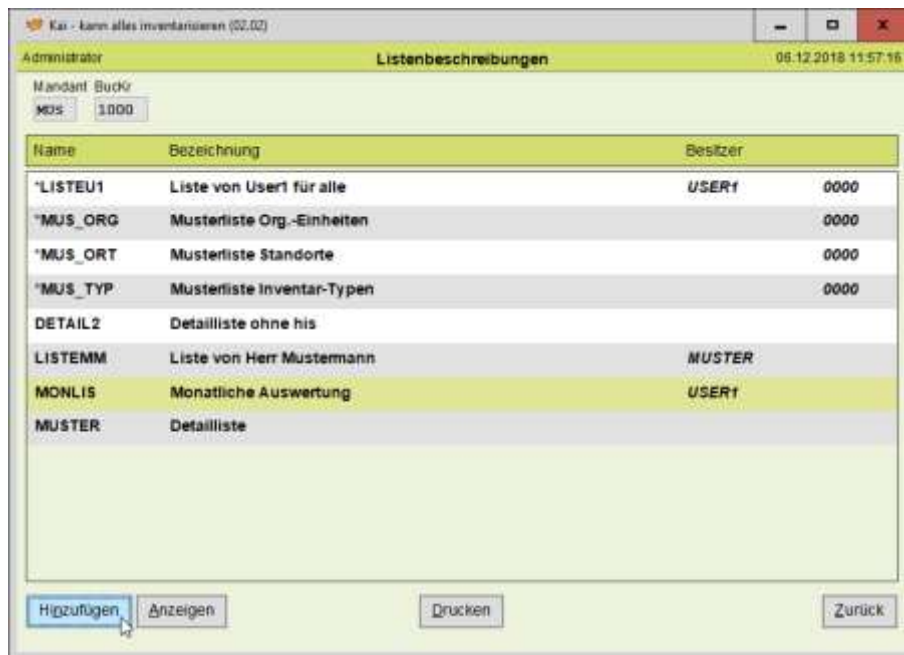 Kai - kann alles inventarisieren (02.02)
Administrator Listenbeschreibungen 06.12.2018 11:57:16
Mandant BucKr
MUS 1000
Name Bezeichnung Besitzer
*LISTEU1 Liste von User1 für alle USER1 0000
*MUS_ORG Musterliste Org.-Einheiten 0000
*MUS_ORT Musterliste Standorte 0000
*MUS_TYP Musterliste Inventar-Typen 0000
DETAIL2 Detailliste ohne his
LISTEMM Liste von Herr Mustermann MUSTER
MONLIS Monatliche Auswertung USER1
MUSTER Detailliste
Hinzufügen Anzeigen Drucken Zurück